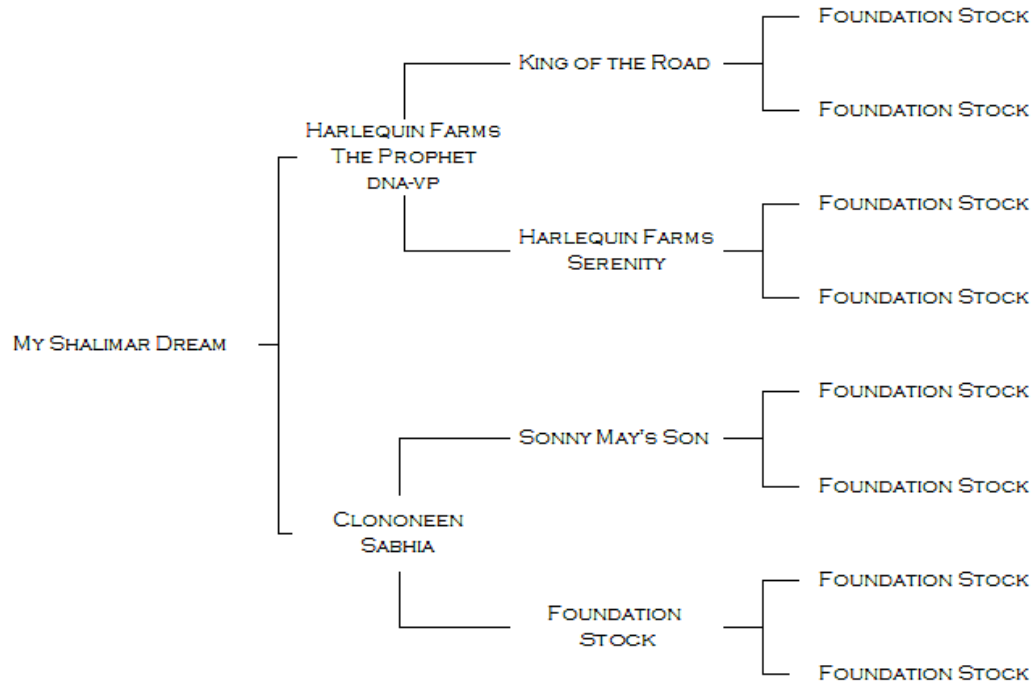 Foundation Stock
King of the Road
Foundation Stock
Harlequin Farms
The Prophet
DNA-VP
Foundation Stock
Harlequin Farms
Serenity
Foundation Stock
My Shalimar Dream
Foundation Stock
Sonny May's Son
Foundation Stock
Clononeen
Sabhia
Foundation Stock
Foundation
Stock
Foundation Stock